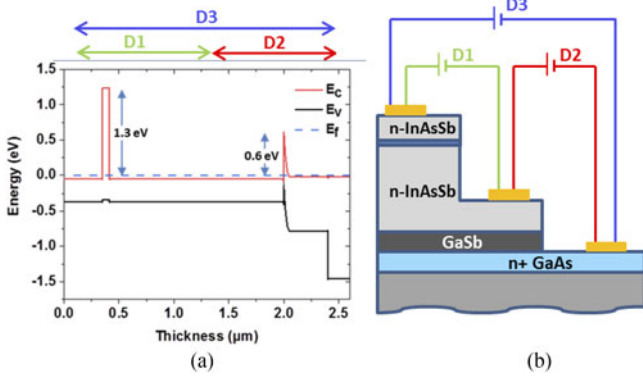 D3
D1 D2
1.5
1.0
0.5
0.0
-0.5
-1.0
-1.5
Energy (eV)
1.3 eV
0.6 eV
E_C
E_V
E_f
0.0 0.5 1.0 1.5 2.0 2.5
Thickness (μm)
(a)
D3
D1
D2
n-InAsSb
n-InAsSb
GaSb
n+ GaAs
(b)